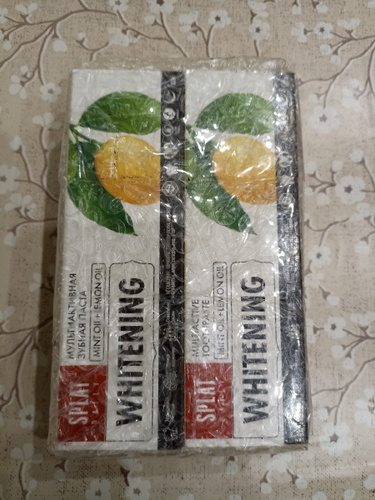 МУЛЬТИАКТИВНАЯ
ЗУБНАЯ ПАСТА
MINT OIL + LEMON OIL
WHITENING
SPLAT
MULTIACTIVE
TOOTHPASTE
MINT OIL + LEMON OIL
WHITENING
SPLAT